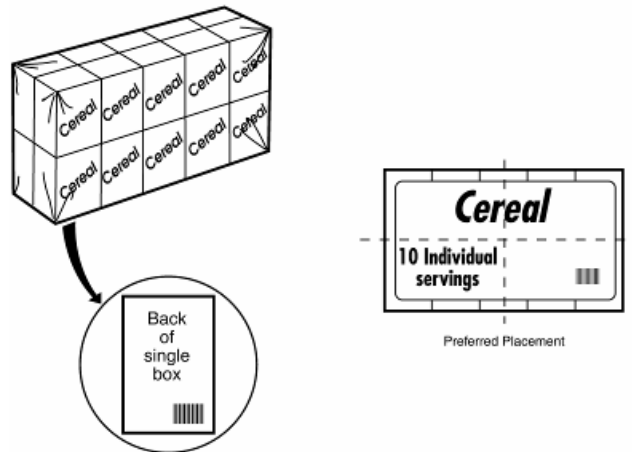 Cereal Cereal Cereal Cereal Cereal
Cereal Cereal Cereal Cereal Cereal
Back
of
single
box
Cereal
10 Individual
servings
Preferred Placement